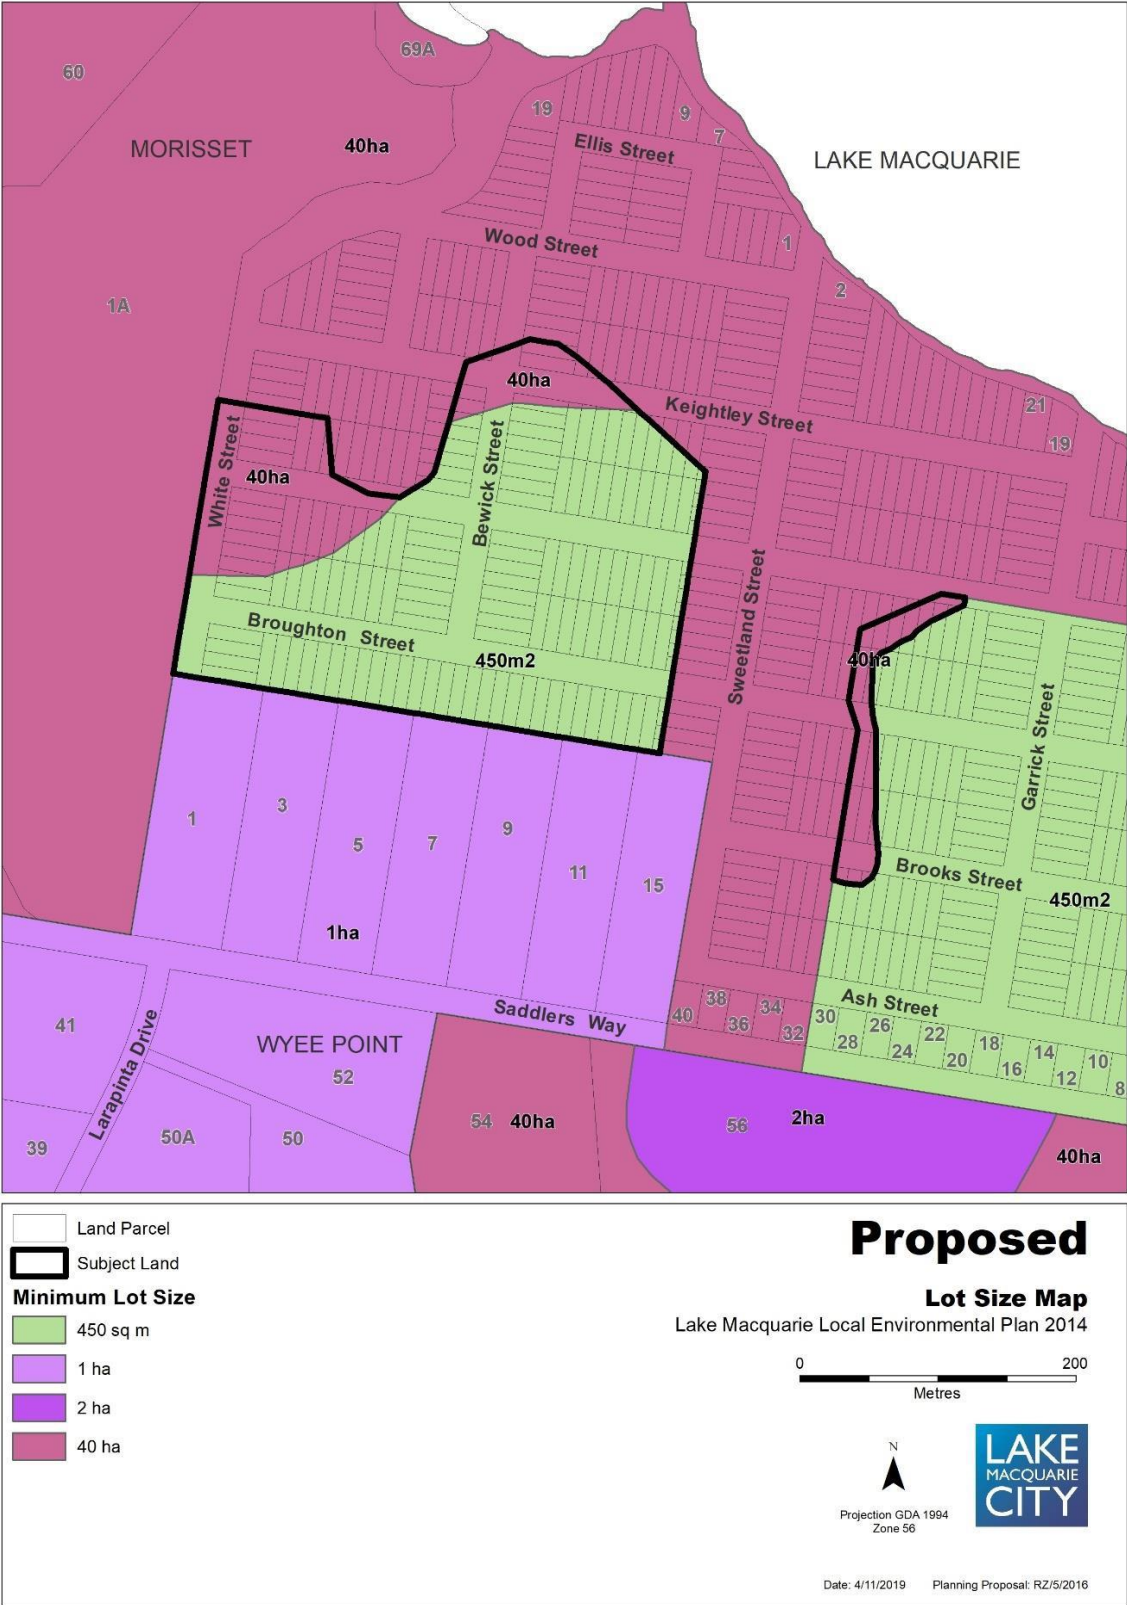 60
69A
MORISSET
40ha
19
9
7
Ellis Street
LAKE MACQUARIE
Wood Street
1
2
1A
40ha
Keightley Street
21
19
White Street
40ha
Bewick Street
Broughton Street
450m2
Sweetland Street
40ha
Garrick Street
1
3
5
7
9
11
15
1ha
Brooks Street
450m2
Saddlers Way
Ash Street
40
38
36
34
32
30
28
26
24
22
20
18
16
14
12
10
8
41
Larapinta Drive
WYEE POINT
52
39
50A
50
54
40ha
56
2ha
40ha
Land Parcel
Subject Land
Minimum Lot Size
450 sq m
1 ha
2 ha
40 ha
Proposed
Lot Size Map
Lake Macquarie Local Environmental Plan 2014
0 200
Metres
N
Projection GDA 1994
Zone 56
LAKE
MACQUARIE
CITY
Date: 4/11/2019 Planning Proposal: RZ/5/2016